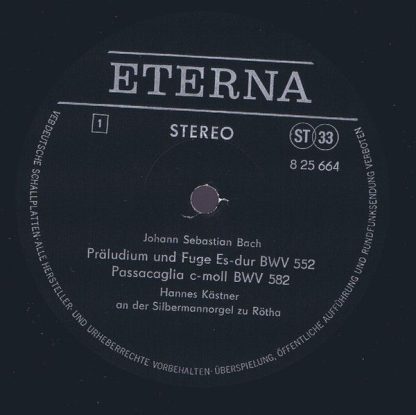 ETERNA
1
STEREO
ST 33
8 25 664
Johann Sebastian Bach
Präludium und Fuge Es-dur BWV 552
Passacaglia c-moll BWV 582
Hannes Kästner
an der Silbermannorgel zu Rötha
VEB DEUTSCHE SCHALLPLATTEN · ALLE HERSTELLER- UND URHEBERRECHTE VORBEHALTEN · ÜBERSPIELUNG, ÖFFENTLICHE AUFFÜHRUNG UND RUNDFUNKSENDUNG VERBOTEN